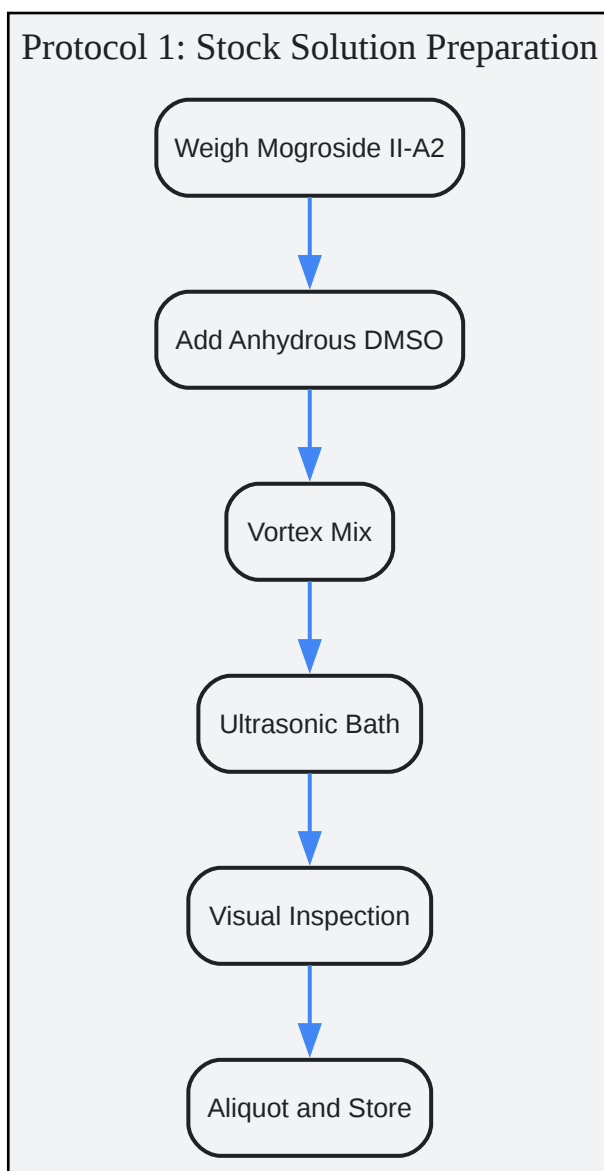 Protocol 1: Stock Solution Preparation
Weigh Mogroside II-A2
Add Anhydrous DMSO
Vortex Mix
Ultrasonic Bath
Visual Inspection
Aliquot and Store